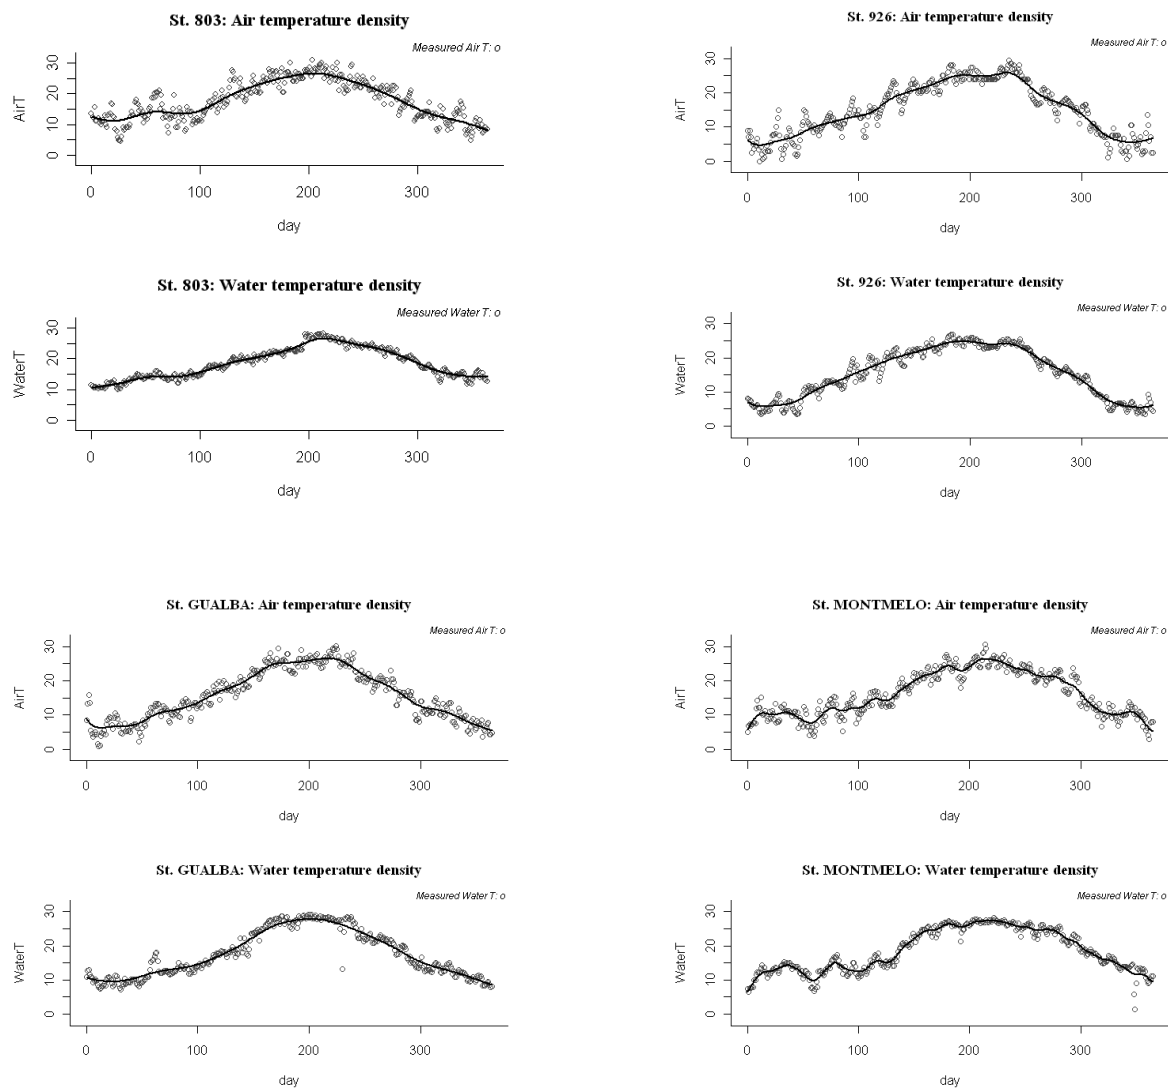 St. 803: Air temperature density
Measured Air T: o
AirT
0 10 20 30
0 100 200 300
day
St. 926: Air temperature density
Measured Air T: o
AirT
0 10 20 30
0 100 200 300
day
St. 803: Water temperature density
Measured Water T: o
WaterT
0 10 20 30
0 100 200 300
day
St. 926: Water temperature density
Measured Water T: o
WaterT
0 10 20 30
0 100 200 300
day
St. GUALBA: Air temperature density
Measured Air T: o
AirT
0 10 20 30
0 100 200 300
day
St. MONTMELO: Air temperature density
Measured Air T: o
AirT
0 10 20 30
0 100 200 300
day
St. GUALBA: Water temperature density
Measured Water T: o
WaterT
0 10 20 30
0 100 200 300
day
St. MONTMELO: Water temperature density
Measured Water T: o
WaterT
0 10 20 30
0 100 200 300
day